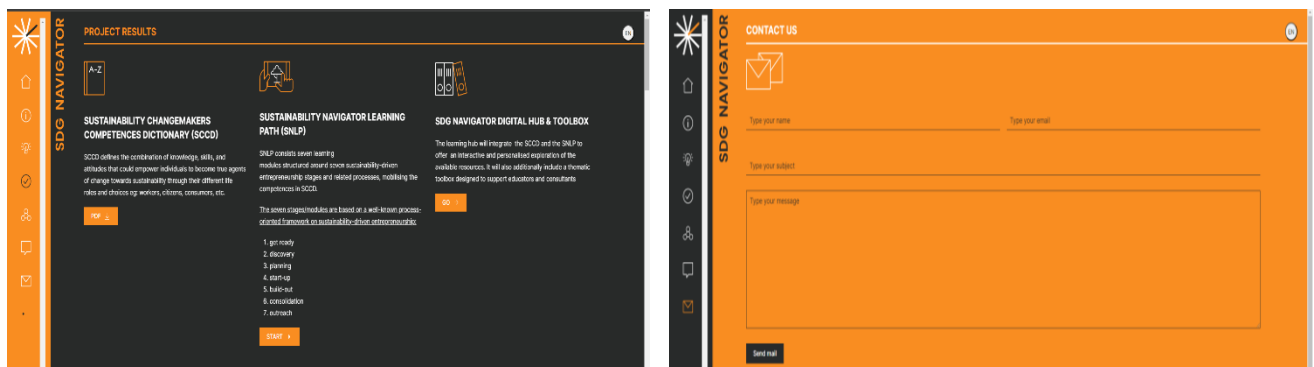 SDG NAVIGATOR
PROJECT RESULTS
EN
A-Z
SUSTAINABILITY CHANGEMAKERS
COMPETENCES DICTIONARY (SCCD)
SCCD defines the combination of knowledge, skills, and
attitudes that could empower individuals to become true agents
of change towards sustainability through their different life
roles and choices eg: workers, citizens, consumers, etc.
PDF
SUSTAINABILITY NAVIGATOR LEARNING
PATH (SNLP)
SNLP consists seven learning
modules structured around seven sustainability-driven
entrepreneurship stages and related processes, mobilising the
competences in SCCD.
The seven stages/modules are based on a well-known process-
oriented framework on sustainability-driven entrepreneurship:
1. get ready
2. discovery
3. planning
4. start-up
5. build-out
6. consolidation
7. outreach
START
SDG NAVIGATOR DIGITAL HUB & TOOLBOX
The learning hub will integrate the SCCD and the SNLP to
offer an interactive and personalised exploration of the
available resources. It will also additionally include a thematic
toolbox designed to support educators and consultants
GO
SDG NAVIGATOR
CONTACT US
EN
Type your name
Type your email
Type your subject
Type your message
Send mail